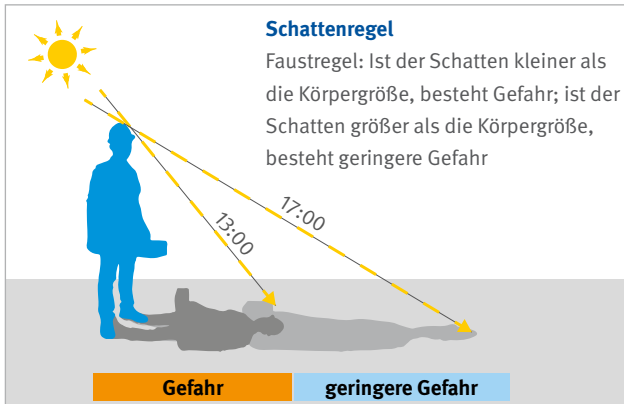 Schattenregel
Faustregel: Ist der Schatten kleiner als
die Körpergröße, besteht Gefahr; ist der
Schatten größer als die Körpergröße,
besteht geringere Gefahr
17:00
13:00
Gefahr
geringere Gefahr